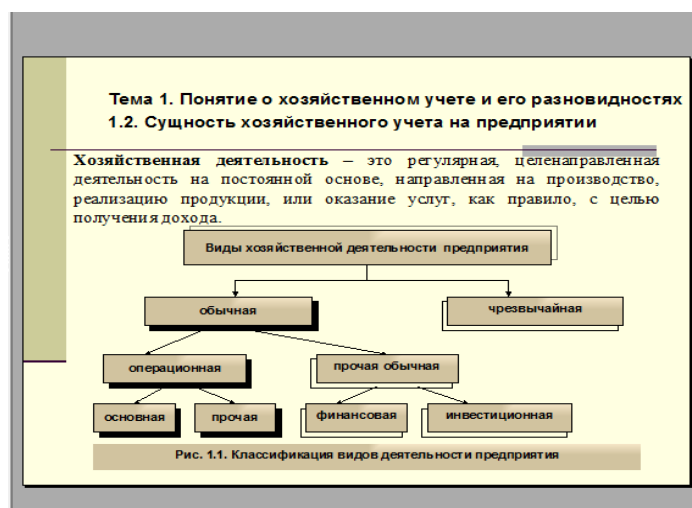 Тема 1. Понятие о хозяйственном учете и его разновидностях
1.2. Сущность хозяйственного учета на предприятии
Хозяйственная деятельность – это регулярная, целенаправленная
деятельность на постоянной основе, направленная на производство,
реализацию продукции, или оказание услуг, как правило, с целью
получения дохода.
Виды хозяйственной деятельности предприятия
обычная
чрезвычайная
операционная
прочая обычная
основная
прочая
финансовая
инвестиционная
Рис. 1.1. Классификация видов деятельности предприятия